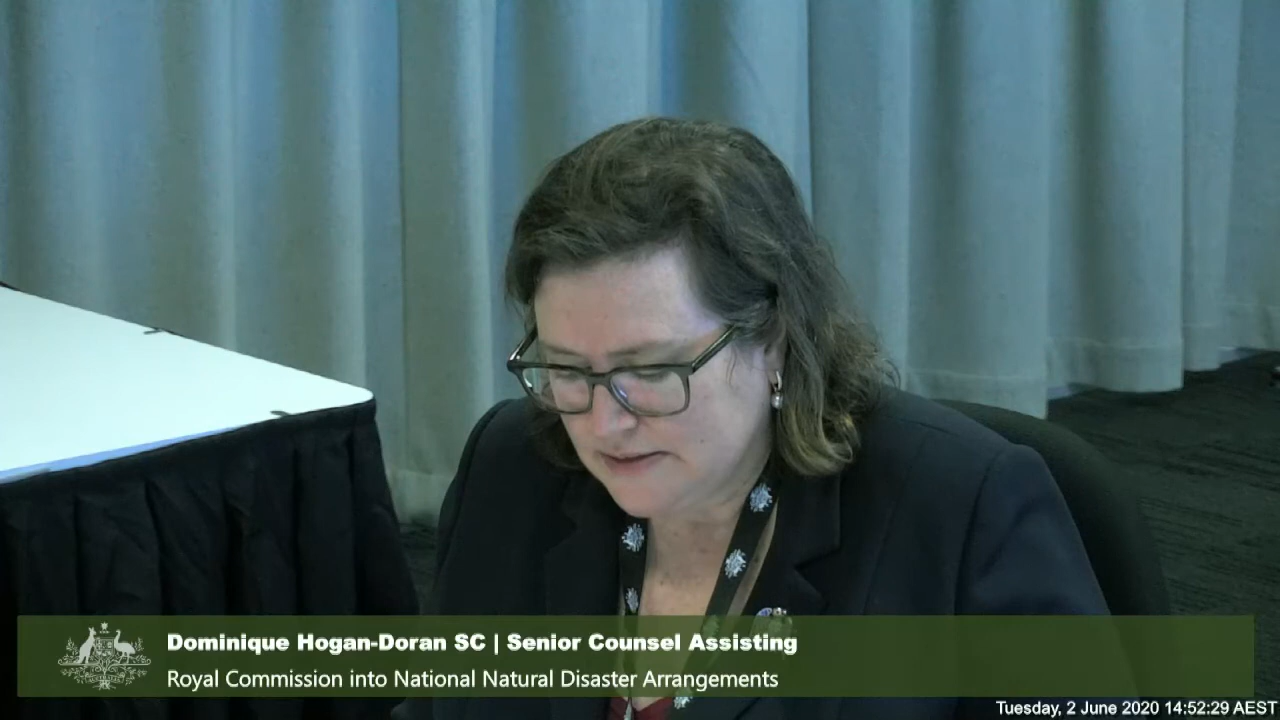 Dominique Hogan-Doran SC | Senior Counsel Assisting
Royal Commission into National Natural Disaster Arrangements
Tuesday, 2 June 2020 14:52:29 AEST